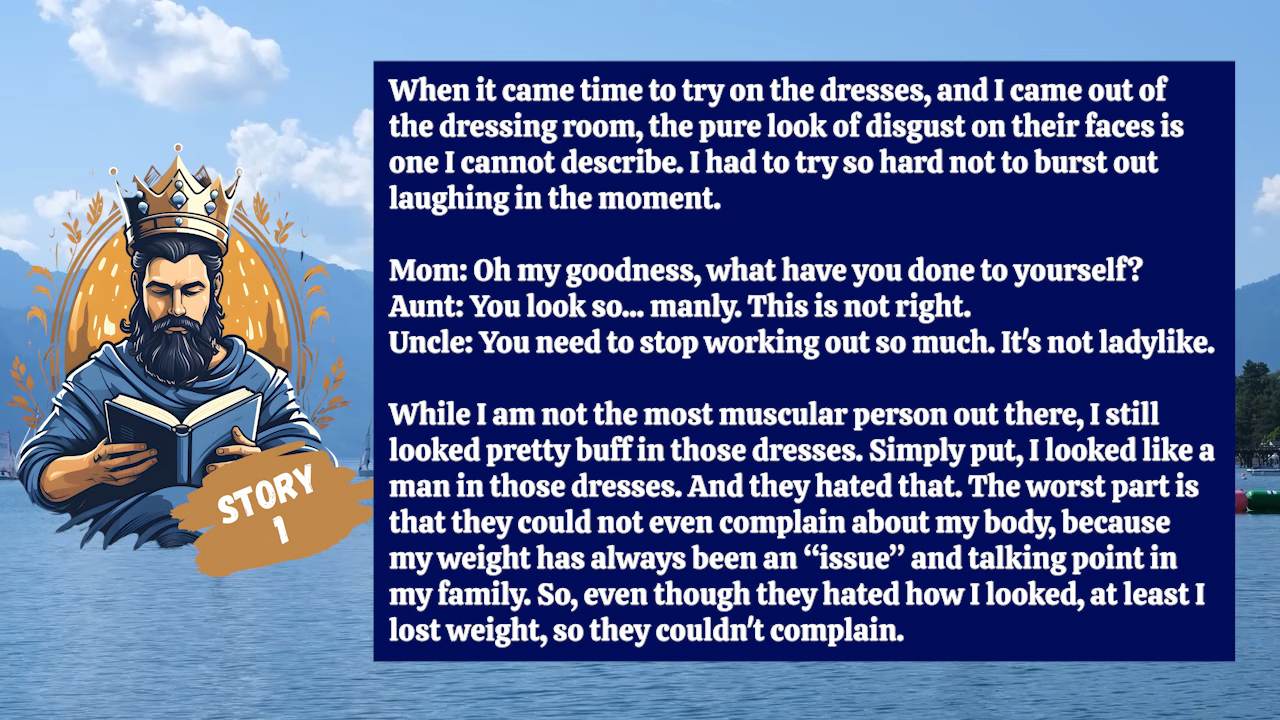 When it came time to try on the dresses, and I came out of
the dressing room, the pure look of disgust on their faces is
one I cannot describe. I had to try so hard not to burst out
laughing in the moment.
Mom: Oh my goodness, what have you done to yourself?
Aunt: You look so... manly. This is not right.
Uncle: You need to stop working out so much. It's not ladylike.
While I am not the most muscular person out there, I still
looked pretty buff in those dresses. Simply put, I looked like a
man in those dresses. And they hated that. The worst part is
that they could not even complain about my body, because
my weight has always been an “issue” and talking point in
my family. So, even though they hated how I looked, at least I
lost weight, so they couldn't complain.
STORY
1